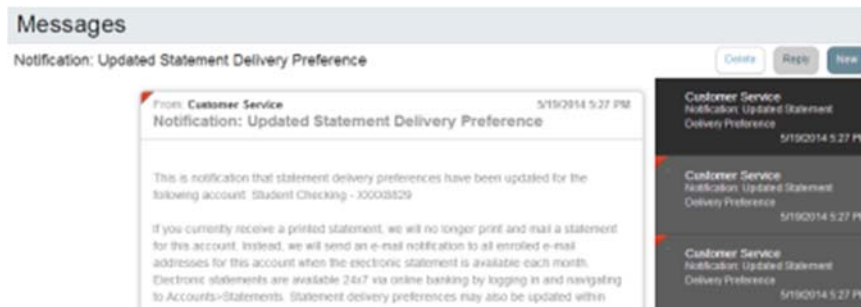 Messages
Notification: Updated Statement Delivery Preference
Delete Reply New
From: Customer Service 5/19/2014 5:27 PM
Notification: Updated Statement Delivery Preference
This is notification that statement delivery preferences have been updated for the
following account: Student Checking - XXXX8829
If you currently receive a printed statement, we will no longer print and mail a statement
for this account. Instead, we will send an e-mail notification to all enrolled e-mail
addresses for this account when the electronic statement is available each month.
Electronic statements are available 24x7 via online banking by logging in and navigating
to Accounts>Statements. Statement delivery preferences may also be updated within
Customer Service
Notification: Updated Statement
Delivery Preference
5/19/2014 5:27 PM
Customer Service
Notification: Updated Statement
Delivery Preference
5/19/2014 5:27 PM
Customer Service
Notification: Updated Statement
Delivery Preference
5/19/2014 5:27 PM